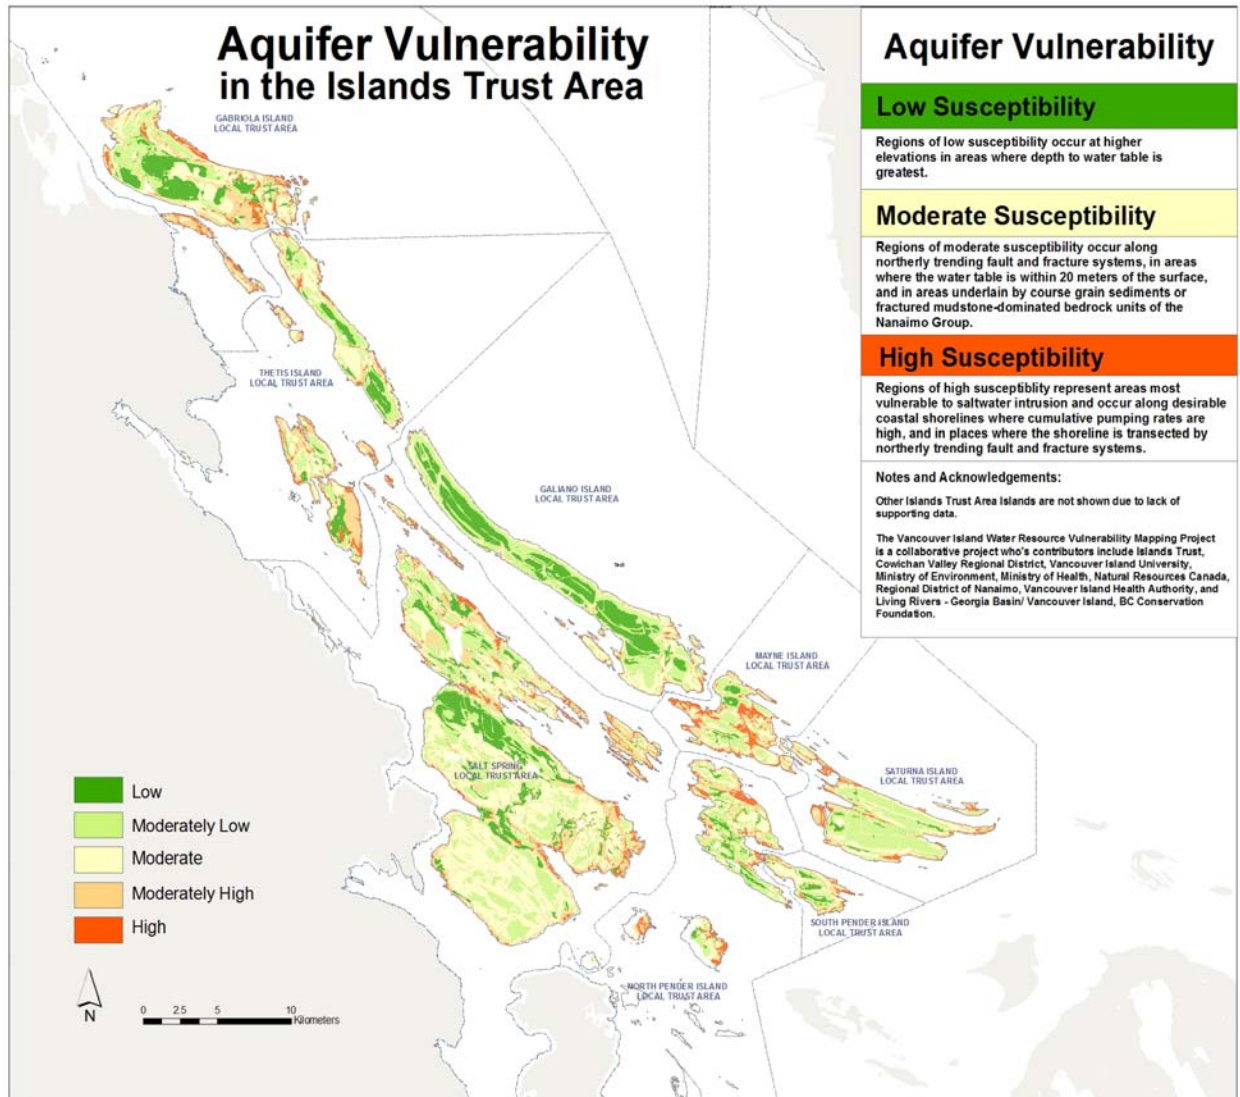 Aquifer Vulnerability
in the Islands Trust Area
GABRIOLA ISLAND
LOCAL TRUST AREA
THETIS ISLAND
LOCAL TRUST AREA
GALIANO ISLAND
LOCAL TRUST AREA
Text
MAYNE ISLAND
LOCAL TRUST AREA
SALT SPRING
LOCAL TRUST AREA
SATURNA ISLAND
LOCAL TRUST AREA
SOUTH PENDER ISLAND
LOCAL TRUST AREA
NORTH PENDER ISLAND
LOCAL TRUST AREA
Low
Moderately Low
Moderate
Moderately High
High
N
0 2.5 5 10
Kilometers
Aquifer Vulnerability
Low Susceptibility
Regions of low susceptibility occur at higher
elevations in areas where depth to water table is
greatest.
Moderate Susceptibility
Regions of moderate susceptibility occur along
northerly trending fault and fracture systems, in areas
where the water table is within 20 meters of the surface,
and in areas underlain by course grain sediments or
fractured mudstone-dominated bedrock units of the
Nanaimo Group.
High Susceptibility
Regions of high susceptiblity represent areas most
vulnerable to saltwater intrusion and occur along desirable
coastal shorelines where cumulative pumping rates are
high, and in places where the shoreline is transected by
northerly trending fault and fracture systems.
Notes and Acknowledgements:
Other Islands Trust Area Islands are not shown due to lack of
supporting data.
The Vancouver Island Water Resource Vulnerability Mapping Project
is a collaborative project who's contributors include Islands Trust,
Cowichan Valley Regional District, Vancouver Island University,
Ministry of Environment, Ministry of Health, Natural Resources Canada,
Regional District of Nanaimo, Vancouver Island Health Authority, and
Living Rivers - Georgia Basin/ Vancouver Island, BC Conservation
Foundation.